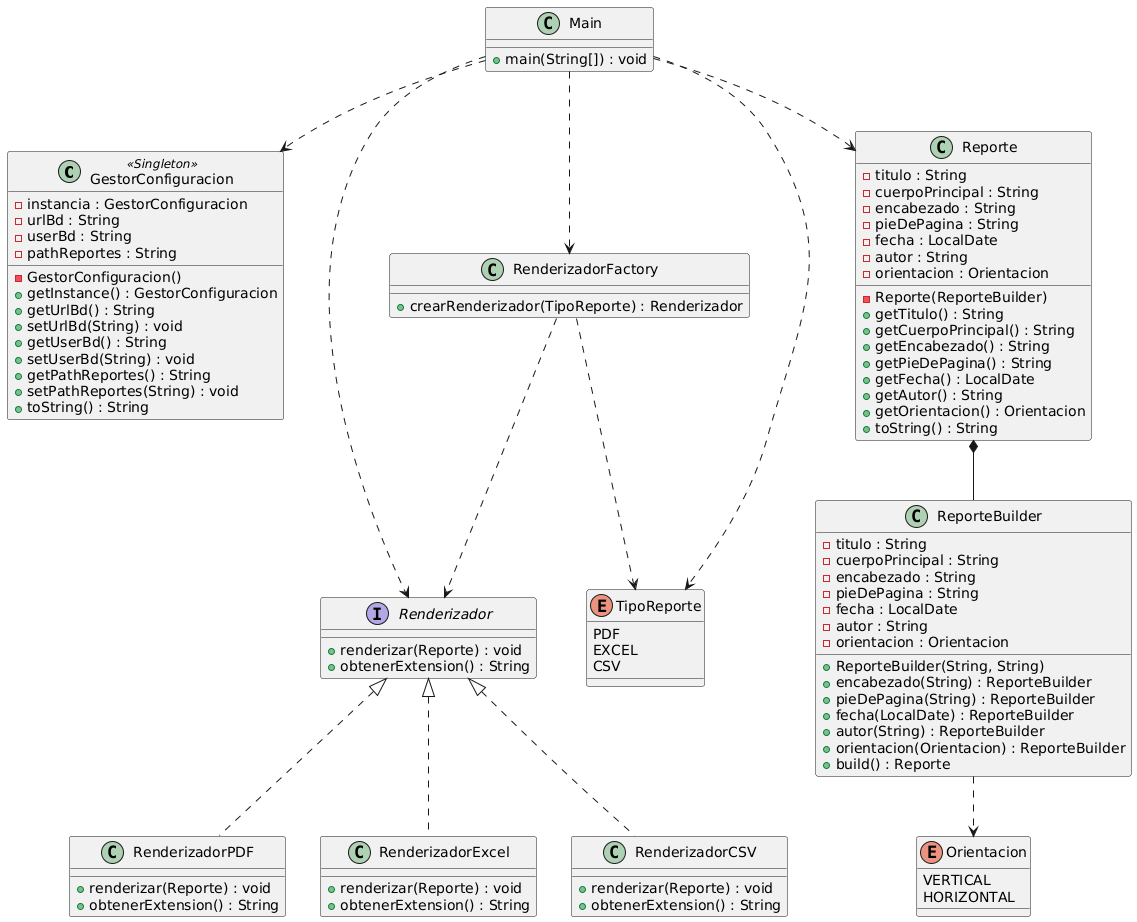 C Main
main(String[]) : void
C «Singleton»
GestorConfiguracion
instancia : GestorConfiguracion
urlBd : String
userBd : String
pathReportes : String
GestorConfiguracion()
getInstance() : GestorConfiguracion
getUrlBd() : String
setUrlBd(String) : void
getUserBd() : String
setUserBd(String) : void
getPathReportes() : String
setPathReportes(String) : void
toString() : String
C RenderizadorFactory
crearRenderizador(TipoReporte) : Renderizador
C Reporte
titulo : String
cuerpoPrincipal : String
encabezado : String
pieDePagina : String
fecha : LocalDate
autor : String
orientacion : Orientacion
Reporte(ReporteBuilder)
getTitulo() : String
getCuerpoPrincipal() : String
getEncabezado() : String
getPieDePagina() : String
getFecha() : LocalDate
getAutor() : String
getOrientacion() : Orientacion
toString() : String
I Renderizador
renderizar(Reporte) : void
obtenerExtension() : String
E TipoReporte
PDF
EXCEL
CSV
C ReporteBuilder
titulo : String
cuerpoPrincipal : String
encabezado : String
pieDePagina : String
fecha : LocalDate
autor : String
orientacion : Orientacion
ReporteBuilder(String, String)
encabezado(String) : ReporteBuilder
pieDePagina(String) : ReporteBuilder
fecha(LocalDate) : ReporteBuilder
autor(String) : ReporteBuilder
orientacion(Orientacion) : ReporteBuilder
build() : Reporte
C RenderizadorPDF
renderizar(Reporte) : void
obtenerExtension() : String
C RenderizadorExcel
renderizar(Reporte) : void
obtenerExtension() : String
C RenderizadorCSV
renderizar(Reporte) : void
obtenerExtension() : String
E Orientacion
VERTICAL
HORIZONTAL